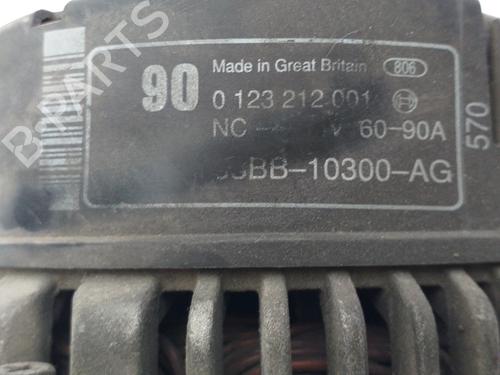 90
Made in Great Britain 806
0 123 212 001
NC 60-90A
BB-10300-AG
570
B-PARTS